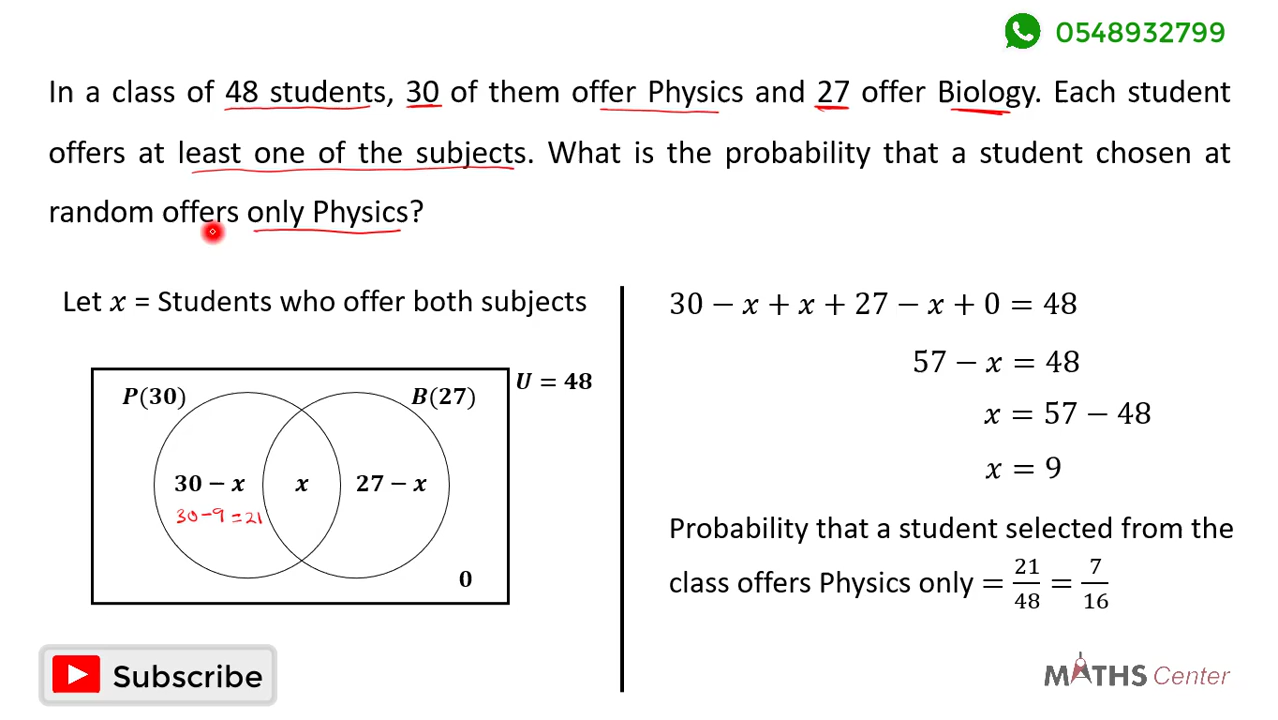 0548932799
In a class of 48 students, 30 of them offer Physics and 27 offer Biology. Each student
offers at least one of the subjects. What is the probability that a student chosen at
random offers only Physics?
Let 𝑥 = Students who offer both subjects
P(30)
B(27)
U = 48
30 − x
x
27 − x
30-9=21
0
30 − 𝑥 + 𝑥 + 27 − 𝑥 + 0 = 48
57 − 𝑥 = 48
𝑥 = 57 − 48
𝑥 = 9
Probability that a student selected from the
class offers Physics only = 21/48 = 7/16
Subscribe
MATHS Center